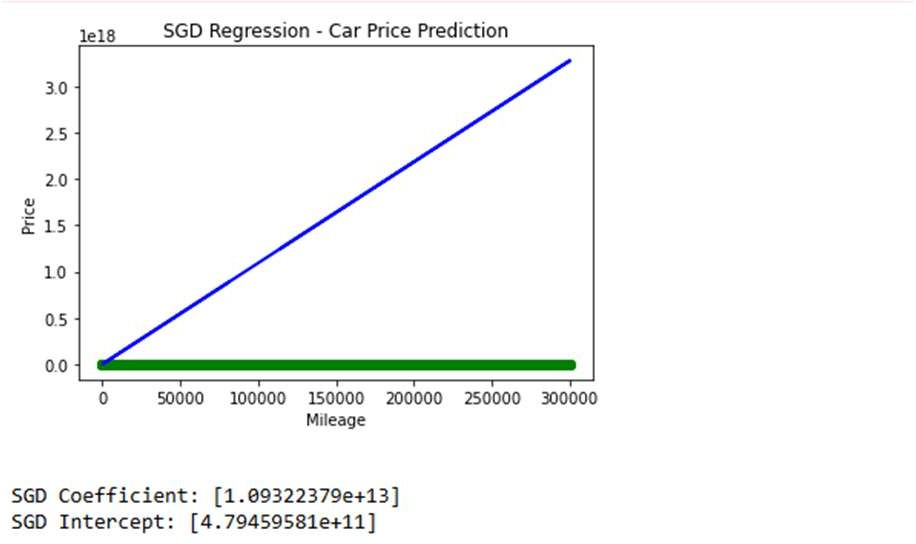 SGD Regression - Car Price Prediction
1e18
3.0
2.5
2.0
1.5
1.0
0.5
0.0
Price
0 50000 100000 150000 200000 250000 300000
Mileage
SGD Coefficient: [1.09322379e+13]
SGD Intercept: [4.79459581e+11]